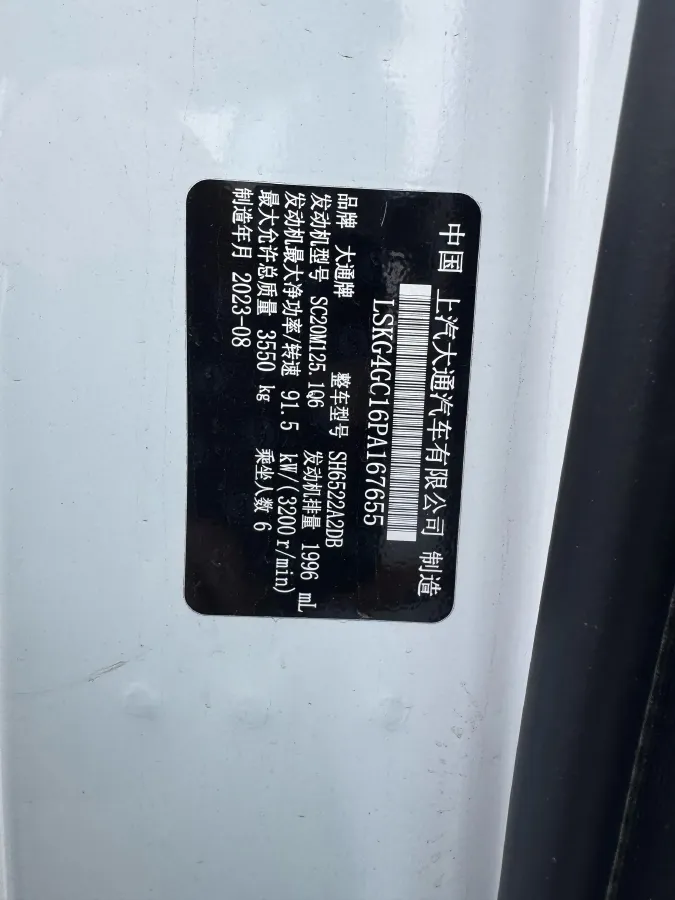 中国 上汽大通汽车有限公司 制造
LSKG4GC16PA167655
品牌 大通牌 整车型号 SH6522A2DB
发动机型号 SC20M125.1Q6 发动机排量 1996 mL
发动机最大净功率/转速 91.5 kW/(3200r/min)
最大允许总质量 3550 kg 乘坐人数 6
制造年月 2023-08